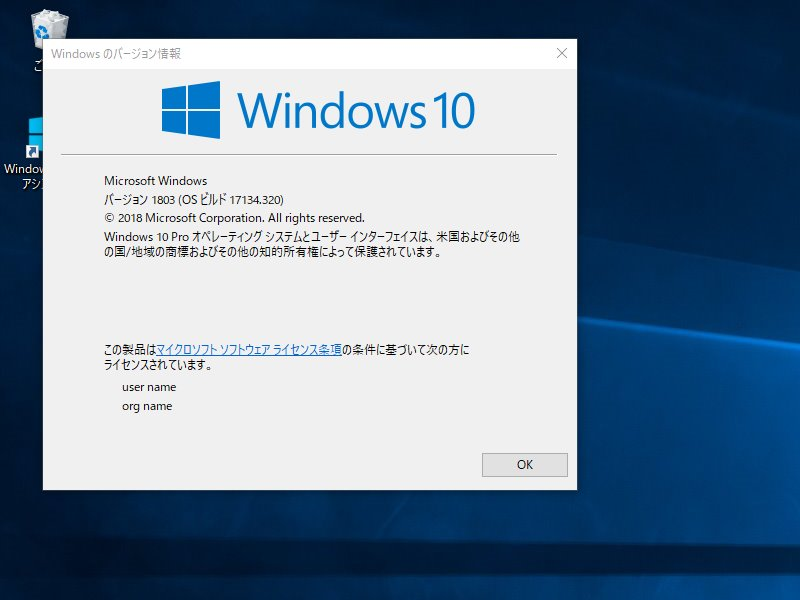 ご
Window
アシ
Windows のバージョン情報
Windows 10
Microsoft Windows
バージョン 1803 (OS ビルド 17134.320)
© 2018 Microsoft Corporation. All rights reserved.
Windows 10 Pro オペレーティング システムとユーザー インターフェイスは、米国およびその他
の国/地域の商標およびその他の知的所有権によって保護されています。
この製品はマイクロソフト ソフトウェア ライセンス条項の条件に基づいて次の方に
ライセンスされています。
user name
org name
OK